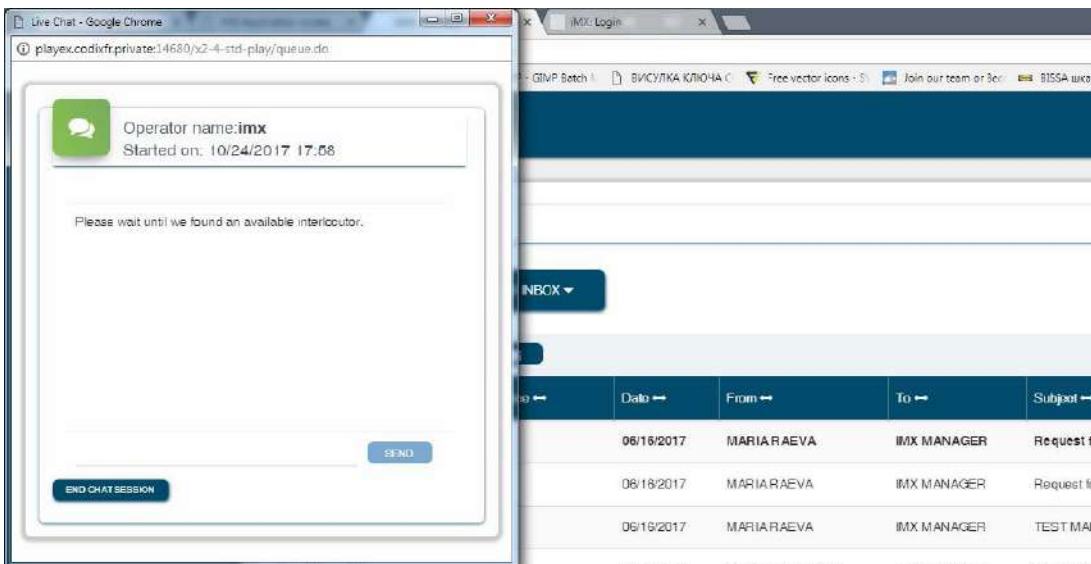 Live Chat - Google Chrome
iMX: Login
playex.codixfr.private:14680/x2-4-std-play/queue.do
- GIMP Batch
ВИСУЛКА КЛЮЧА
Free vector icons - S
Join our team or Bec
BISSA шка
Operator name:imx
Started on: 10/24/2017 17:58
Please wait until we found an available interlocutor.
INBOX
SEND
END CHAT SESSION
Date From To Subject
06/16/2017 MARIA RAEVA IMX MANAGER Request f
06/16/2017 MARIA RAEVA IMX MANAGER Request fo
06/16/2017 MARIA RAEVA IMX MANAGER TEST MAI